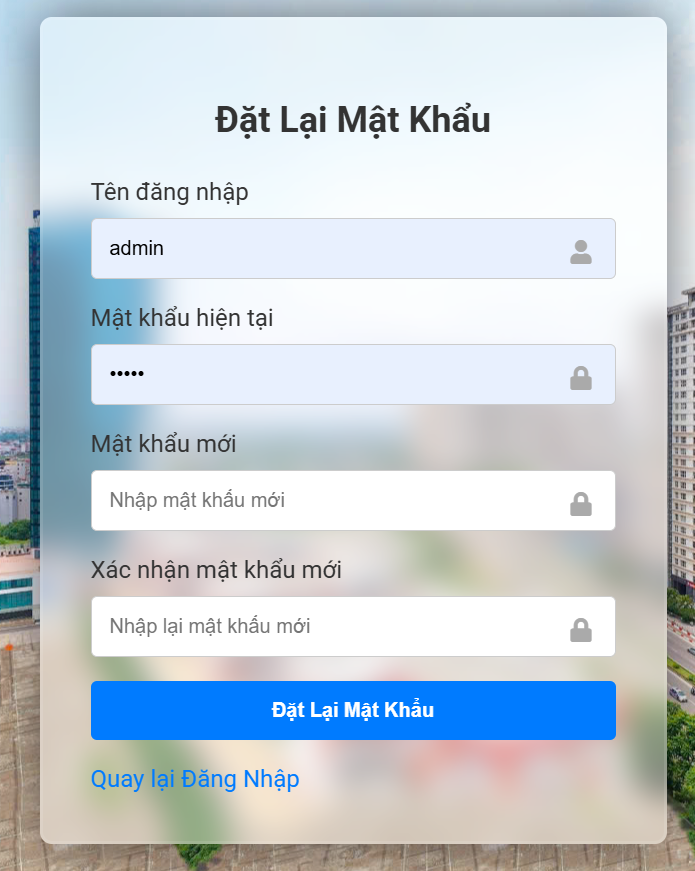 Đặt Lại Mật Khẩu
Tên đăng nhập
admin
Mật khẩu hiện tại
•••••
Mật khẩu mới
Nhập mật khẩu mới
Xác nhận mật khẩu mới
Nhập lại mật khẩu mới
Đặt Lại Mật Khẩu
Quay lại Đăng Nhập